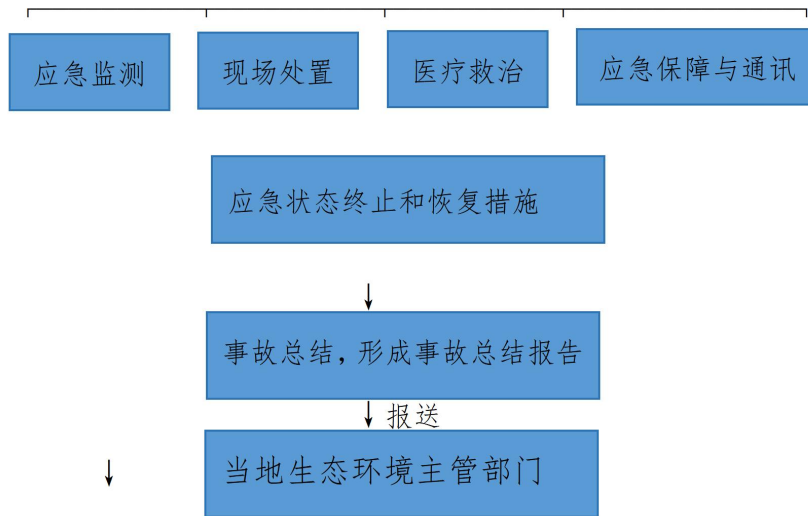 应急监测
现场处置
医疗救治
应急保障与通讯
应急状态终止和恢复措施
事故总结,形成事故总结报告
报送
当地生态环境主管部门